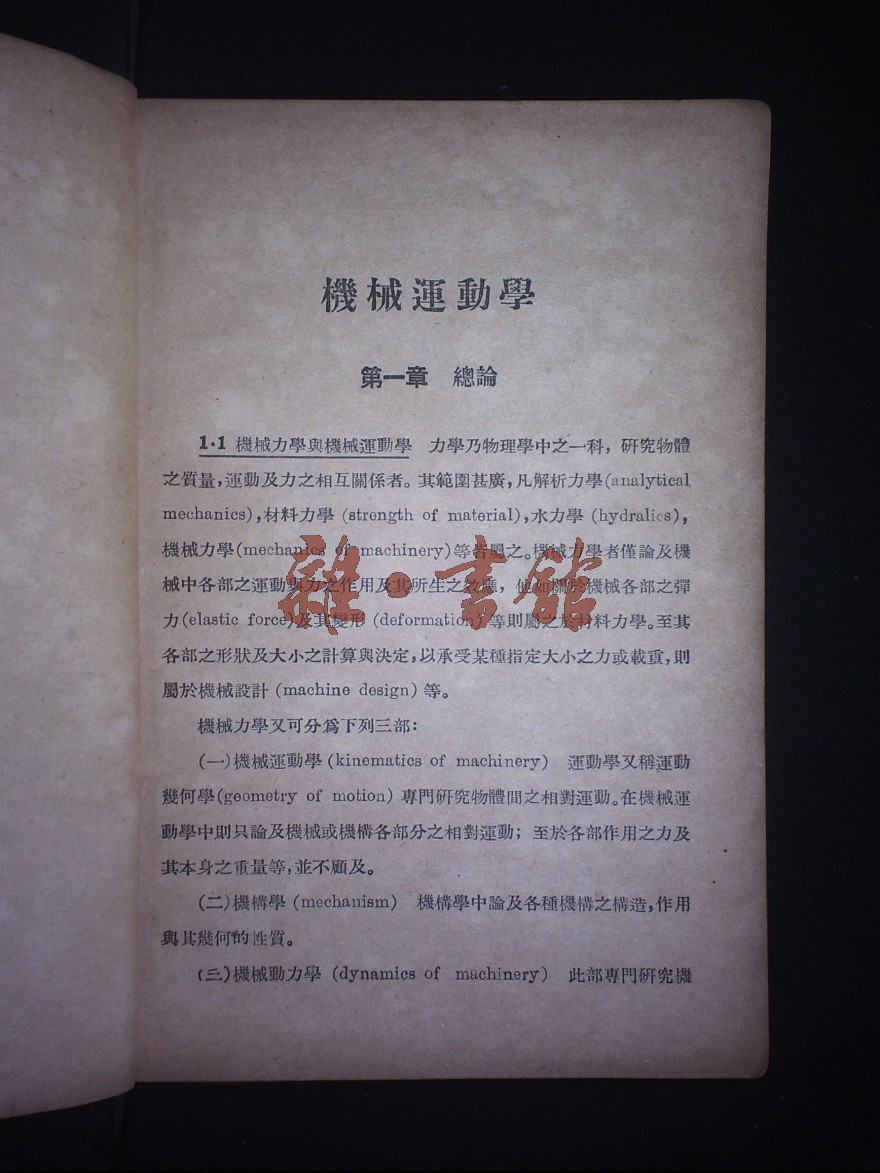 機械運動學
第一章 總論
1·1 機械力學與機械運動學 力學乃物理學中之一科，研究物體
之質量，運動及力之相互關係者。其範圍甚廣，凡解析力學(analytical
mechanics)，材料力學 (strength of material)，水力學 (hydralics)，
機械力學(mechanics of machinery)等皆屬之。機械力學者僅論及機
械中各部之運動與力之作用及其所生之效應，他如關於機械各部之彈
力(elastic force)及其變形 (deformation) 等則屬之於材料力學。至其
各部之形狀及大小之計算與決定，以承受某種指定大小之力或載重，則
屬於機械設計 (machine design) 等。
機械力學又可分爲下列三部：
(一)機械運動學 (kinematics of machinery) 運動學又稱運動
幾何學(geometry of motion) 專門研究物體間之相對運動。在機械運
動學中則只論及機械或機構各部分之相對運動；至於各部作用之力及
其本身之重量等，並不顧及。
(二)機構學 (mechanism) 機構學中論及各種機構之構造，作用
與其幾何的性質。
(三)機械動力學 (dynamics of machinery) 此部專門研究機
雜·書館